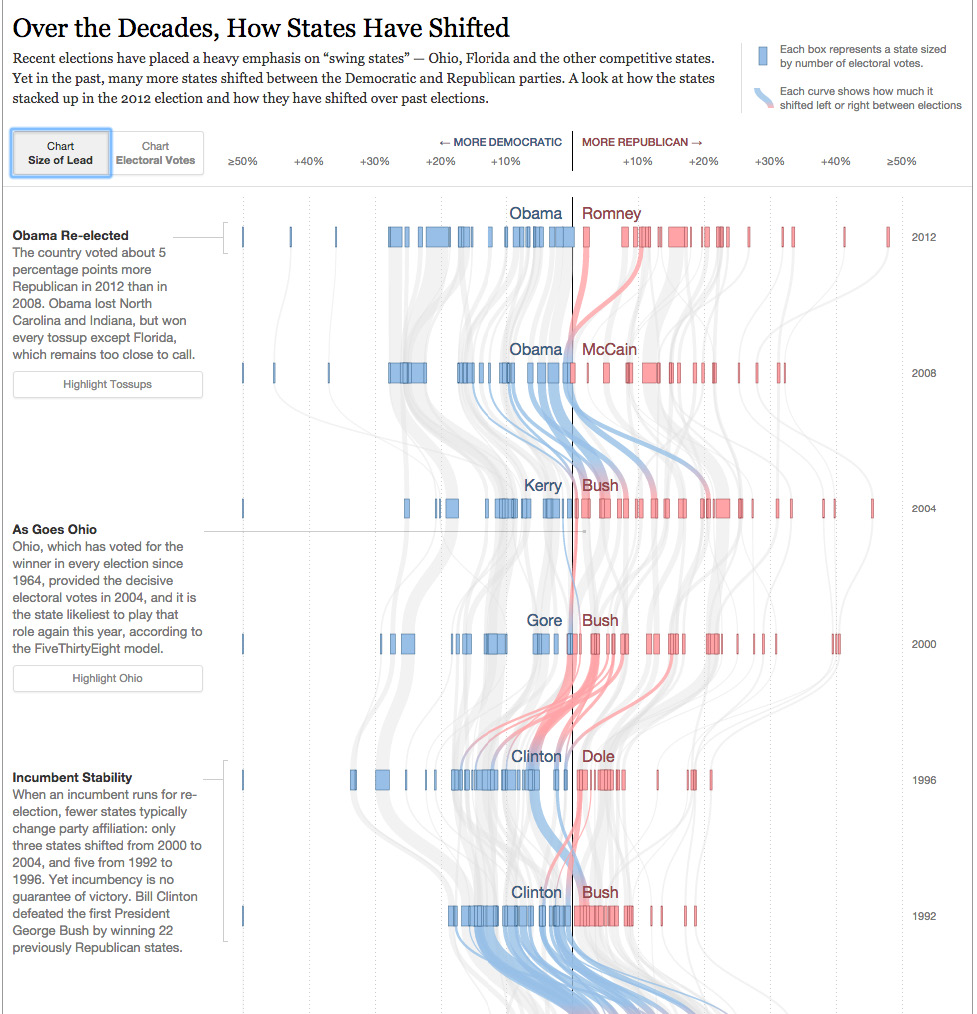 Over the Decades, How States Have Shifted
Recent elections have placed a heavy emphasis on “swing states” — Ohio, Florida and the other competitive states.
Yet in the past, many more states shifted between the Democratic and Republican parties. A look at how the states
stacked up in the 2012 election and how they have shifted over past elections.
Each box represents a state sized
by number of electoral votes.
Each curve shows how much it
shifted left or right between elections
Chart
Size of Lead
Chart
Electoral Votes
← MORE DEMOCRATIC
MORE REPUBLICAN →
≥50% +40% +30% +20% +10% +10% +20% +30% +40% ≥50%
Obama Romney
2012
Obama Re-elected
The country voted about 5
percentage points more
Republican in 2012 than in
2008. Obama lost North
Carolina and Indiana, but won
every tossup except Florida,
which remains too close to call.
Highlight Tossups
Obama McCain
2008
Kerry Bush
2004
As Goes Ohio
Ohio, which has voted for the
winner in every election since
1964, provided the decisive
electoral votes in 2004, and it is
the state likeliest to play that
role again this year, according to
the FiveThirtyEight model.
Highlight Ohio
Gore Bush
2000
Clinton Dole
1996
Incumbent Stability
When an incumbent runs for re-
election, fewer states typically
change party affiliation: only
three states shifted from 2000 to
2004, and five from 1992 to
1996. Yet incumbency is no
guarantee of victory. Bill Clinton
defeated the first President
George Bush by winning 22
previously Republican states.
Clinton Bush
1992